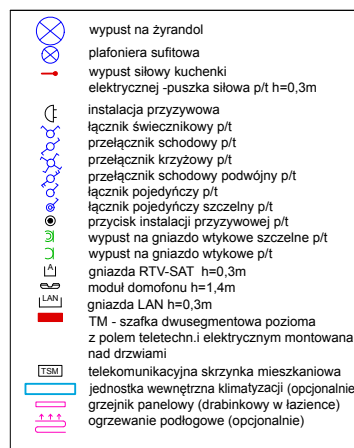 wypust na żyrandol
plafoniera sufitowa
wypust siłowy kuchenki
elektrycznej -puszka siłowa p/t h=0,3m
instalacja przyzywowa
łącznik świecznikowy p/t
przełącznik schodowy p/t
przełącznik krzyżowy p/t
przełącznik schodowy podwójny p/t
łącznik pojedyńczy p/t
łącznik pojedyńczy szczelny p/t
przycisk instalacji przyzywowej p/t
wypust na gniazdo wtykowe szczelne p/t
wypust na gniazdo wtykowe p/t
A gniazda RTV-SAT h=0,3m
moduł domofonu h=1,4m
LAN gniazda LAN h=0,3m
TM - szafka dwusegmentowa pozioma
z polem teletechn.i elektrycznym montowana
nad drzwiami
TSM telekomunikacyjna skrzynka mieszkaniowa
jednostka wewnętrzna klimatyzacji (opcjonalnie
grzejnik panelowy (drabinkowy w łazience)
ogrzewanie podłogowe (opcjonalnie)